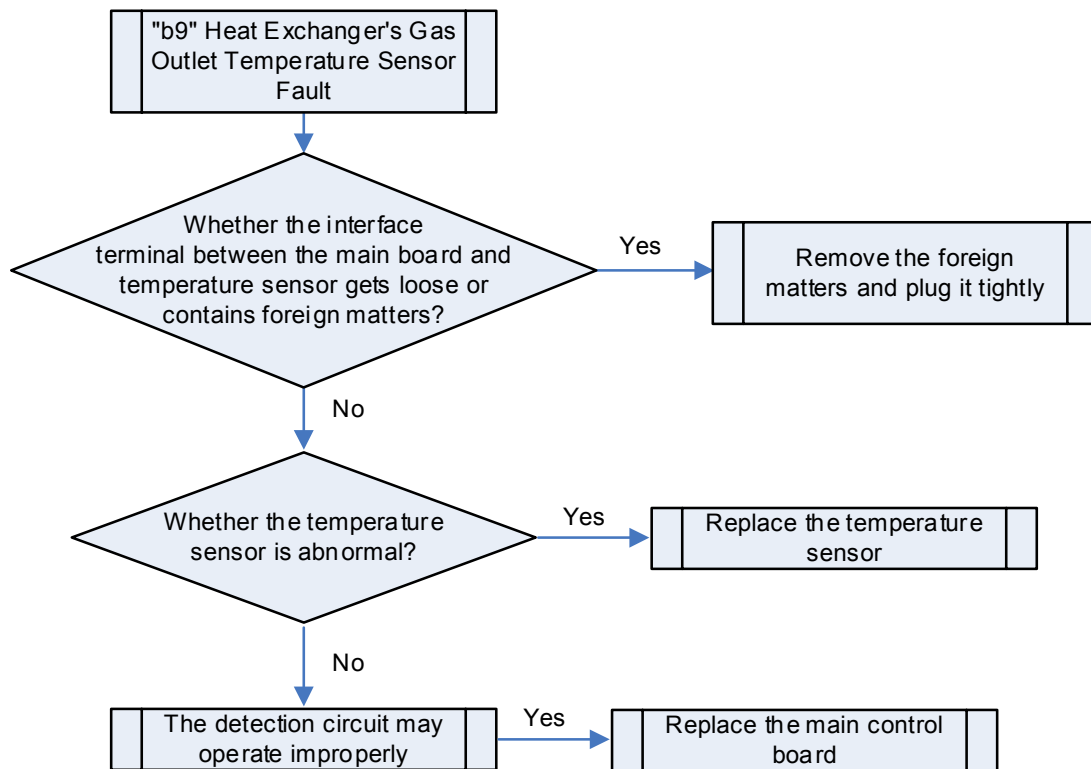 "b9" Heat Exchanger's Gas
Outlet Temperature Sensor
Fault
Whether the interface
terminal between the main board and
temperature sensor gets loose or
contains foreign matters?
Yes
Remove the foreign
matters and plug it tightly
No
Whether the temperature
sensor is abnormal?
Yes
Replace the temperature
sensor
No
The detection circuit may
operate improperly
Yes
Replace the main control
board